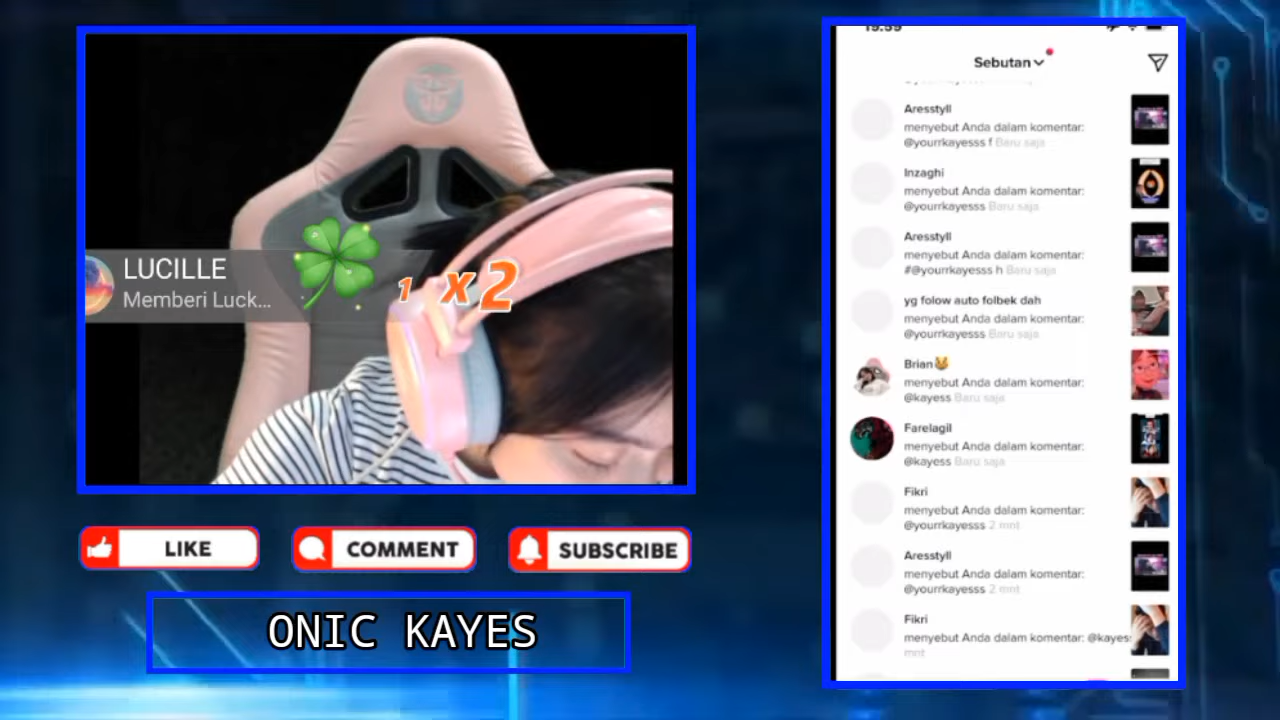 LUCILLE
Memberi Luck...
1 x2
LIKE
COMMENT
SUBSCRIBE
ONIC KAYES
Sebutan
Aresstyll
menyebut Anda dalam komentar:
@yourrkayesss f Baru saja
Inzaghi
menyebut Anda dalam komentar:
@yourrkayesss Baru saja
Aresstyll
menyebut Anda dalam komentar:
#@yourrkayesss h Baru saja
yg folow auto folbek dah
menyebut Anda dalam komentar:
@yourrkayesss Baru saja
Brian
menyebut Anda dalam komentar:
@kayess Baru saja
Farelagil
menyebut Anda dalam komentar:
@kayess Baru saja
Fikri
menyebut Anda dalam komentar:
@yourrkayesss 2 mnt
Aresstyll
menyebut Anda dalam komentar:
@yourrkayesss 2 mnt
Fikri
menyebut Anda dalam komentar: @kayes
mnt